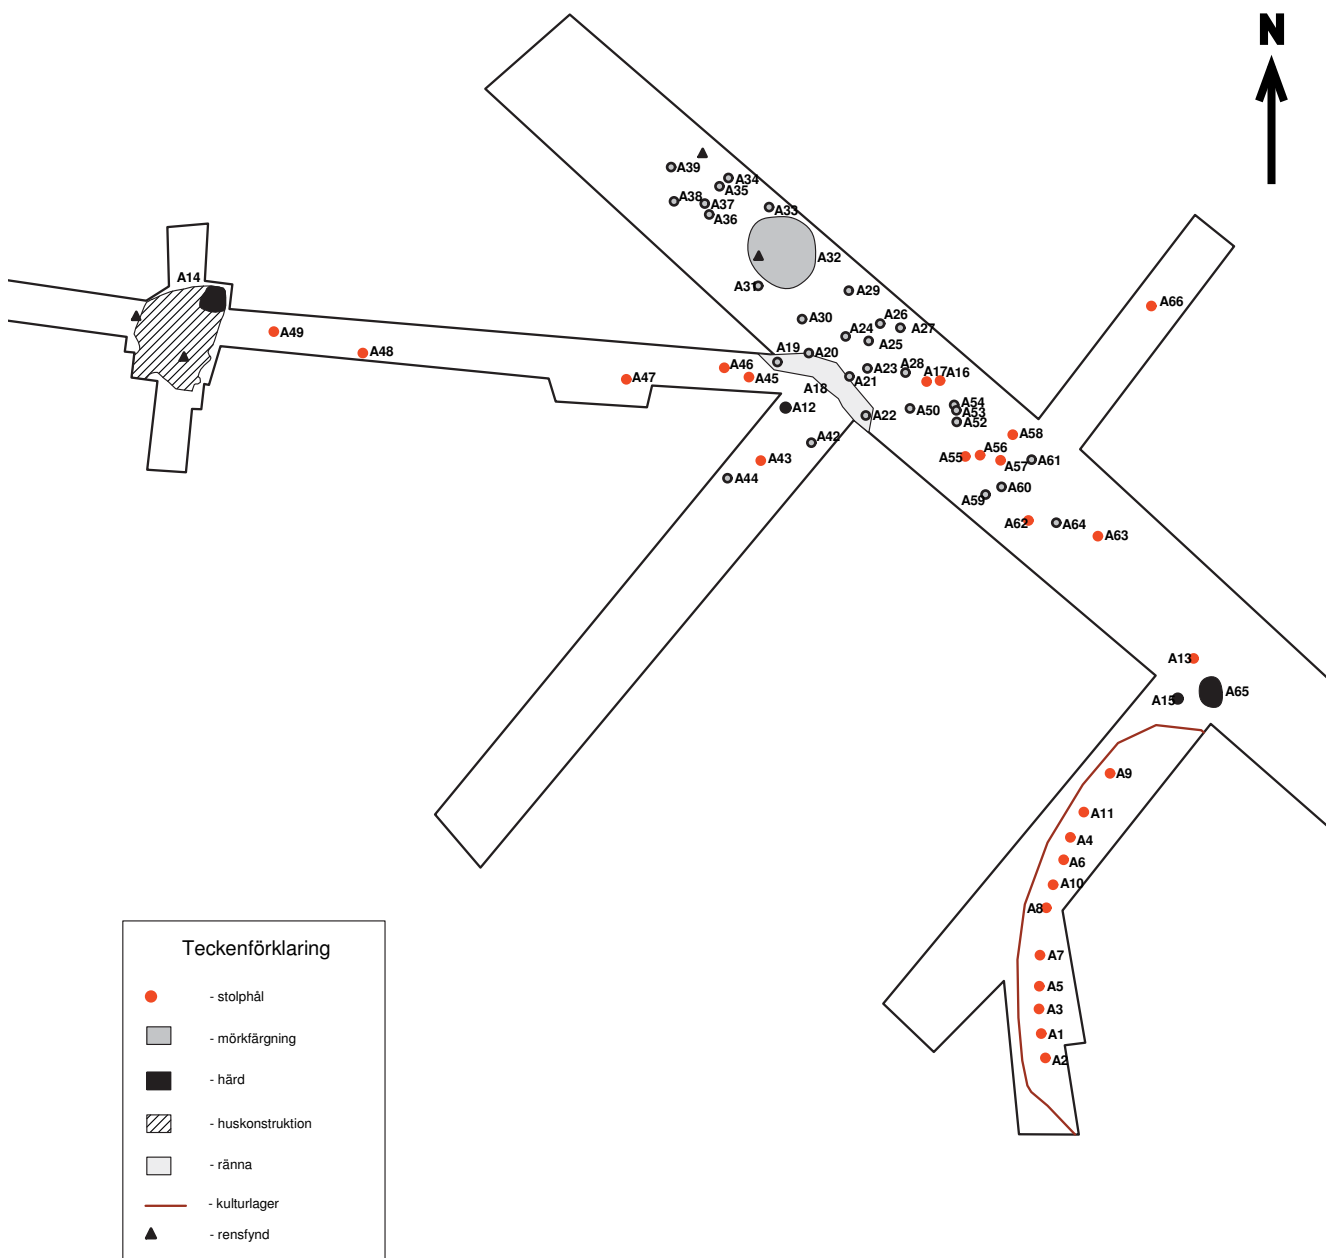 N
A39
A34
A35
A38
A37
A36
A33
A32
A14
A31
A29
A66
A30
A26
A27
A24
A25
A49
A48
A19
A20
A46
A23
A28
A47
A45
A18
A21
A17
A16
A12
A22
A50
A54
A53
A52
A42
A58
A43
A55
A56
A57
A61
A44
A59
A60
A62
A64
A63
A13
A15
A65
A9
A11
A4
A6
A10
A8
A7
A5
A3
A1
A2
Teckenförklaring
- stolphål
- mörkfärgning
- härd
- huskonstruktion
- ränna
- kulturlager
- rensfynd